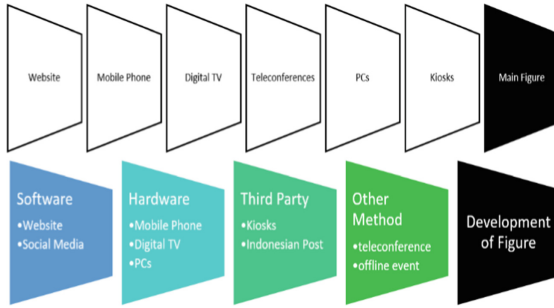 Website
Mobile Phone
Digital TV
Teleconferences
PCs
Kiosks
Main Figure
Software
•Website
•Social Media
Hardware
•Mobile Phone
•Digital TV
•PCs
Third Party
•Kiosks
•Indonesian Post
Other
Method
•teleconference
•offline event
Development
of Figure